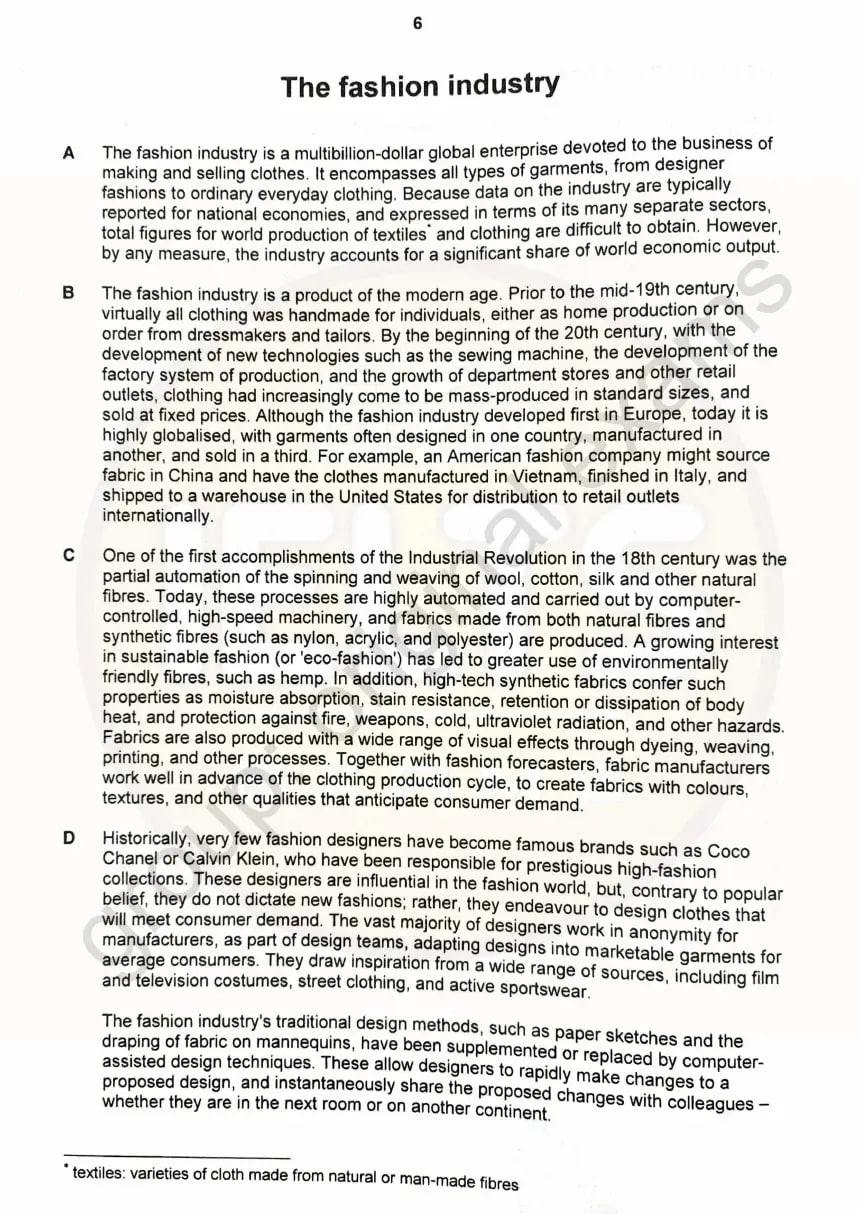 6
The fashion industry
A The fashion industry is a multibillion-dollar global enterprise devoted to the business of
making and selling clothes. It encompasses all types of garments, from designer
fashions to ordinary everyday clothing. Because data on the industry are typically
reported for national economies, and expressed in terms of its many separate sectors,
total figures for world production of textiles* and clothing are difficult to obtain. However,
by any measure, the industry accounts for a significant share of world economic output.
B The fashion industry is a product of the modern age. Prior to the mid-19th century,
virtually all clothing was handmade for individuals, either as home production or on
order from dressmakers and tailors. By the beginning of the 20th century, with the
development of new technologies such as the sewing machine, the development of the
factory system of production, and the growth of department stores and other retail
outlets, clothing had increasingly come to be mass-produced in standard sizes, and
sold at fixed prices. Although the fashion industry developed first in Europe, today it is
highly globalised, with garments often designed in one country, manufactured in
another, and sold in a third. For example, an American fashion company might source
fabric in China and have the clothes manufactured in Vietnam, finished in Italy, and
shipped to a warehouse in the United States for distribution to retail outlets
internationally.
C One of the first accomplishments of the Industrial Revolution in the 18th century was the
partial automation of the spinning and weaving of wool, cotton, silk and other natural
fibres. Today, these processes are highly automated and carried out by computer-
controlled, high-speed machinery, and fabrics made from both natural fibres and
synthetic fibres (such as nylon, acrylic, and polyester) are produced. A growing interest
in sustainable fashion (or 'eco-fashion') has led to greater use of environmentally
friendly fibres, such as hemp. In addition, high-tech synthetic fabrics confer such
properties as moisture absorption, stain resistance, retention or dissipation of body
heat, and protection against fire, weapons, cold, ultraviolet radiation, and other hazards.
Fabrics are also produced with a wide range of visual effects through dyeing, weaving,
printing, and other processes. Together with fashion forecasters, fabric manufacturers
work well in advance of the clothing production cycle, to create fabrics with colours,
textures, and other qualities that anticipate consumer demand.
D Historically, very few fashion designers have become famous brands such as Coco
Chanel or Calvin Klein, who have been responsible for prestigious high-fashion
collections. These designers are influential in the fashion world, but, contrary to popular
belief, they do not dictate new fashions; rather, they endeavour to design clothes that
will meet consumer demand. The vast majority of designers work in anonymity for
manufacturers, as part of design teams, adapting designs into marketable garments for
average consumers. They draw inspiration from a wide range of sources, including film
and television costumes, street clothing, and active sportswear.
The fashion industry's traditional design methods, such as paper sketches and the
draping of fabric on mannequins, have been supplemented or replaced by computer-
assisted design techniques. These allow designers to rapidly make changes to a
proposed design, and instantaneously share the proposed changes with colleagues –
whether they are in the next room or on another continent.
* textiles: varieties of cloth made from natural or man-made fibres
group: original exams